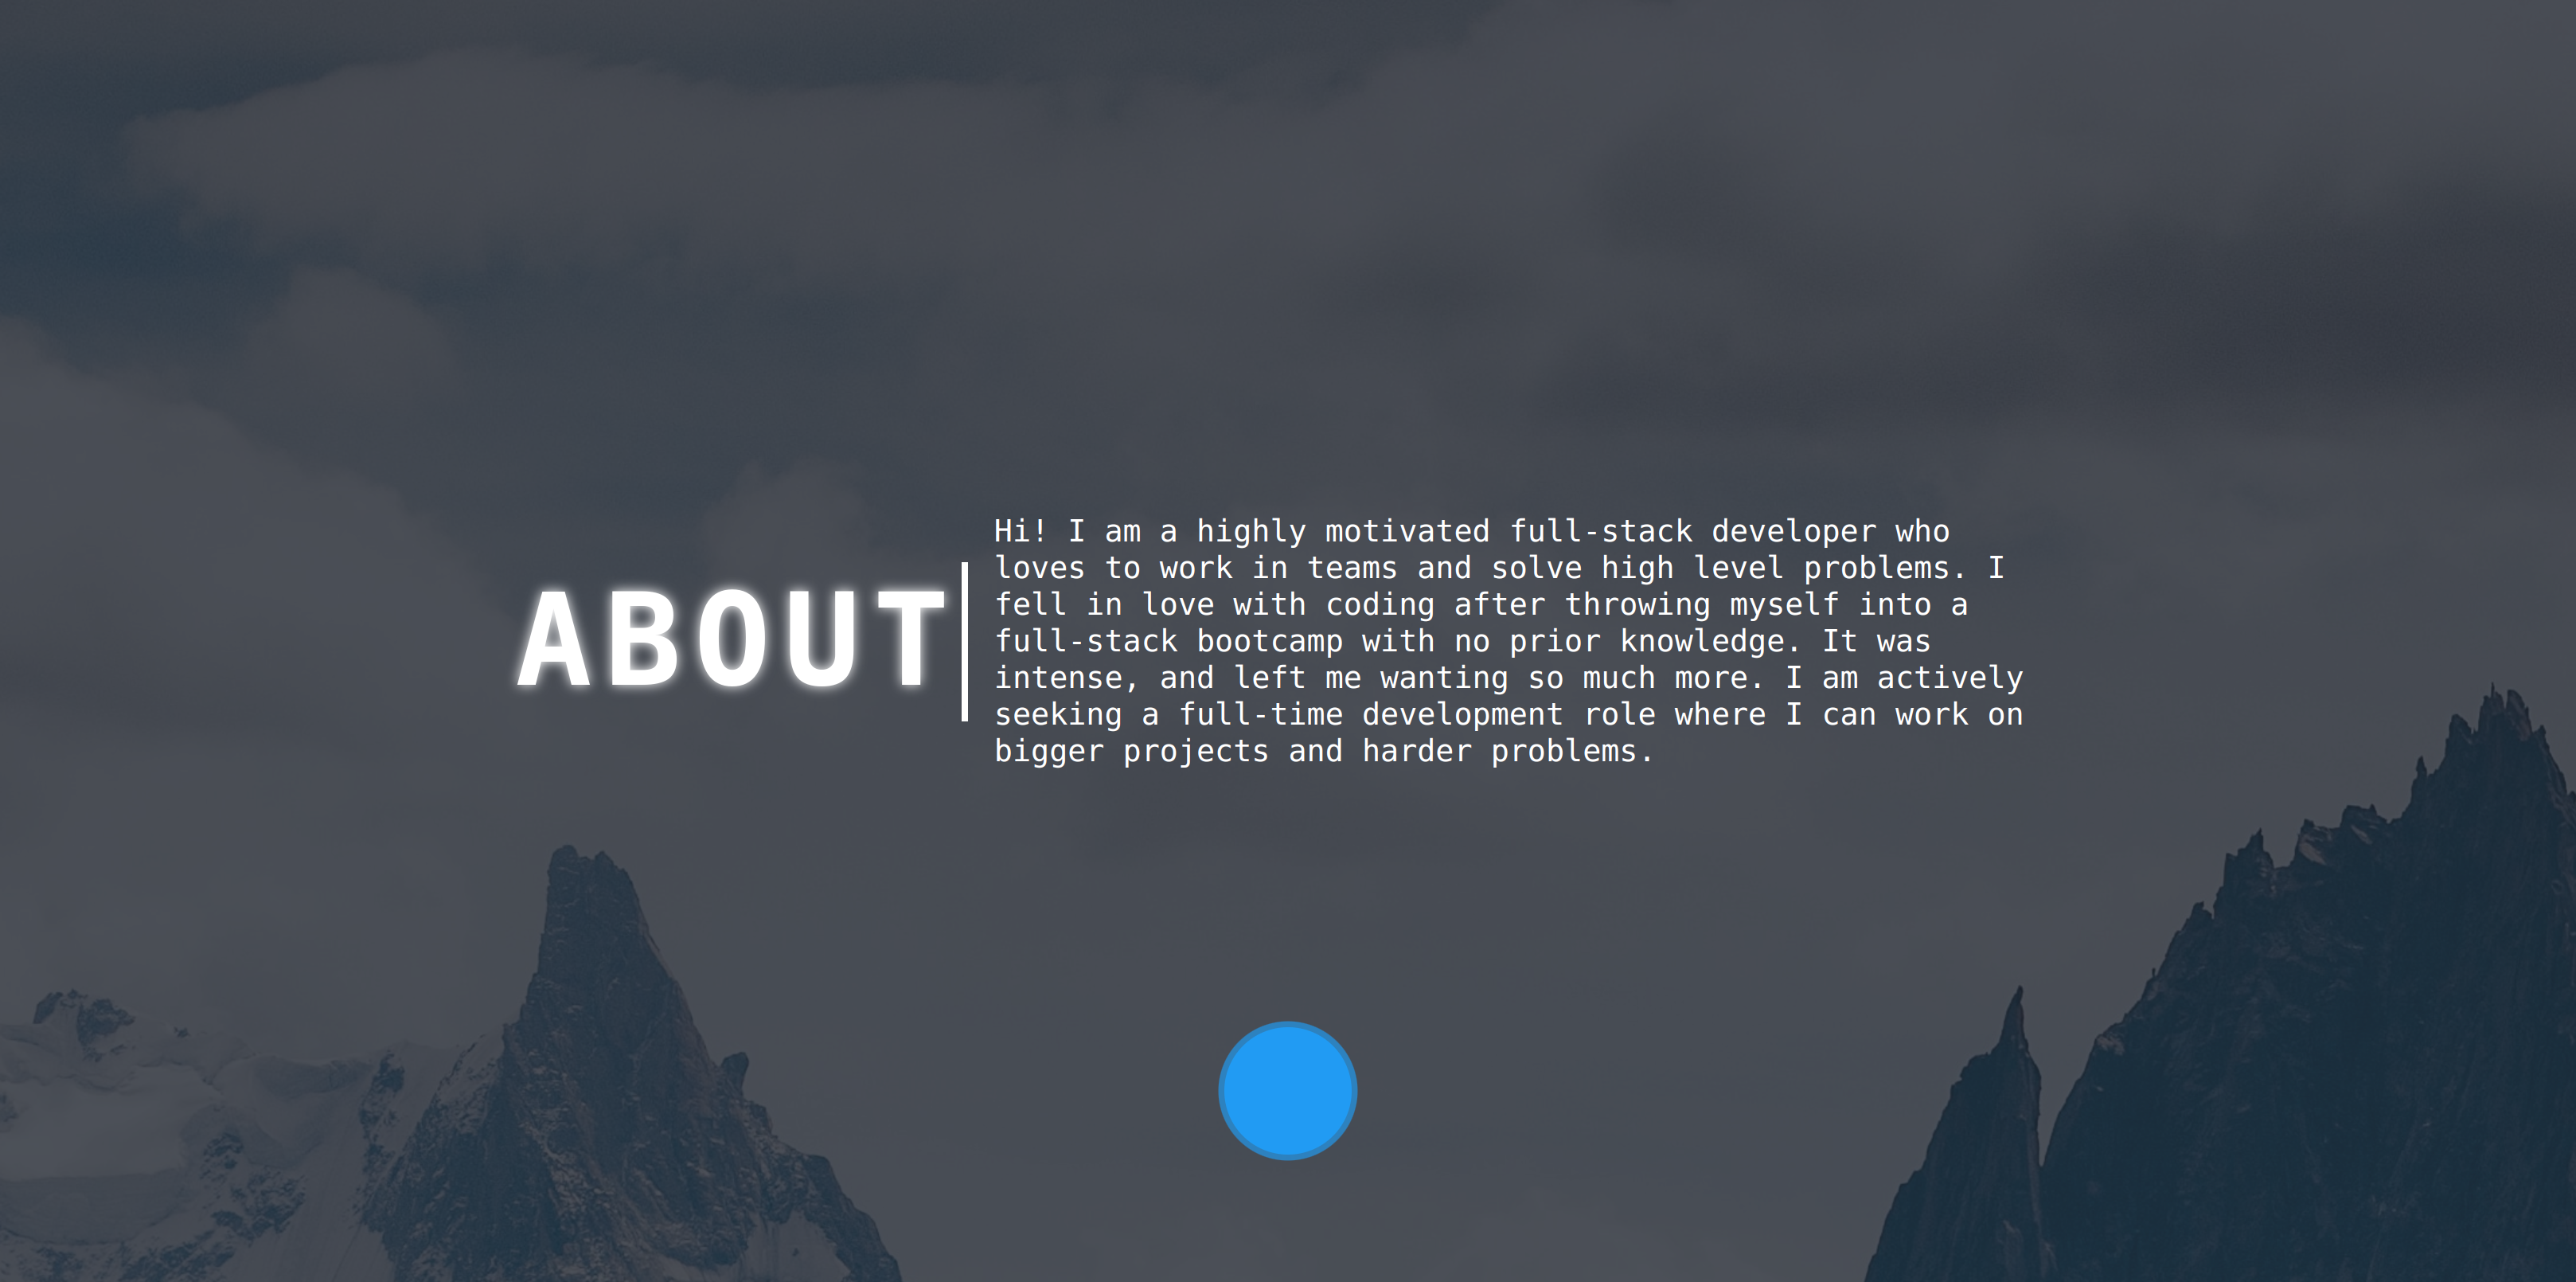 ABOUT
Hi! I am a highly motivated full-stack developer who
loves to work in teams and solve high level problems. I
fell in love with coding after throwing myself into a
full-stack bootcamp with no prior knowledge. It was
intense, and left me wanting so much more. I am actively
seeking a full-time development role where I can work on
bigger projects and harder problems.